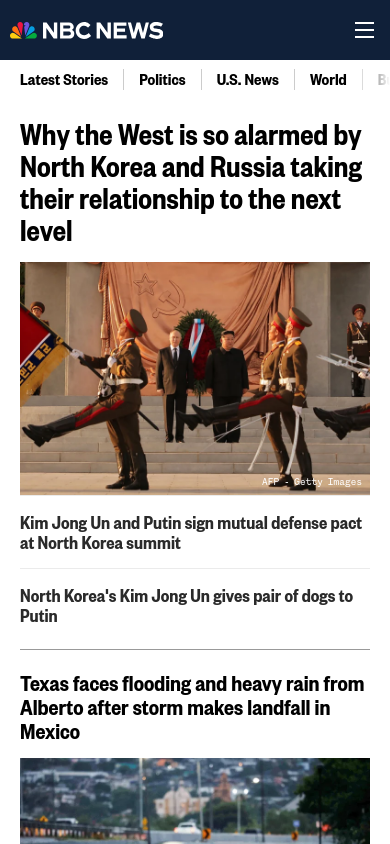 NBC NEWS
Latest Stories
Politics
U.S. News
World
Why the West is so alarmed by
North Korea and Russia taking
their relationship to the next
level
AFP - Getty Images
Kim Jong Un and Putin sign mutual defense pact
at North Korea summit
North Korea's Kim Jong Un gives pair of dogs to
Putin
Texas faces flooding and heavy rain from
Alberto after storm makes landfall in
Mexico